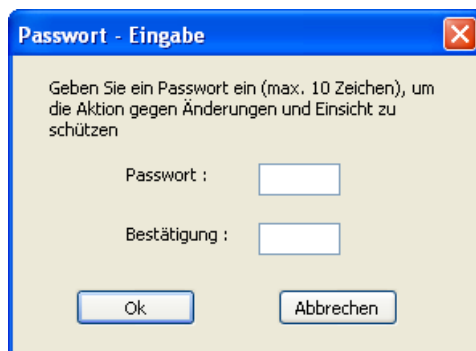 Passwort - Eingabe
Geben Sie ein Passwort ein (max. 10 Zeichen), um
die Aktion gegen Änderungen und Einsicht zu
schützen
Passwort :
Bestätigung :
Ok Abbrechen